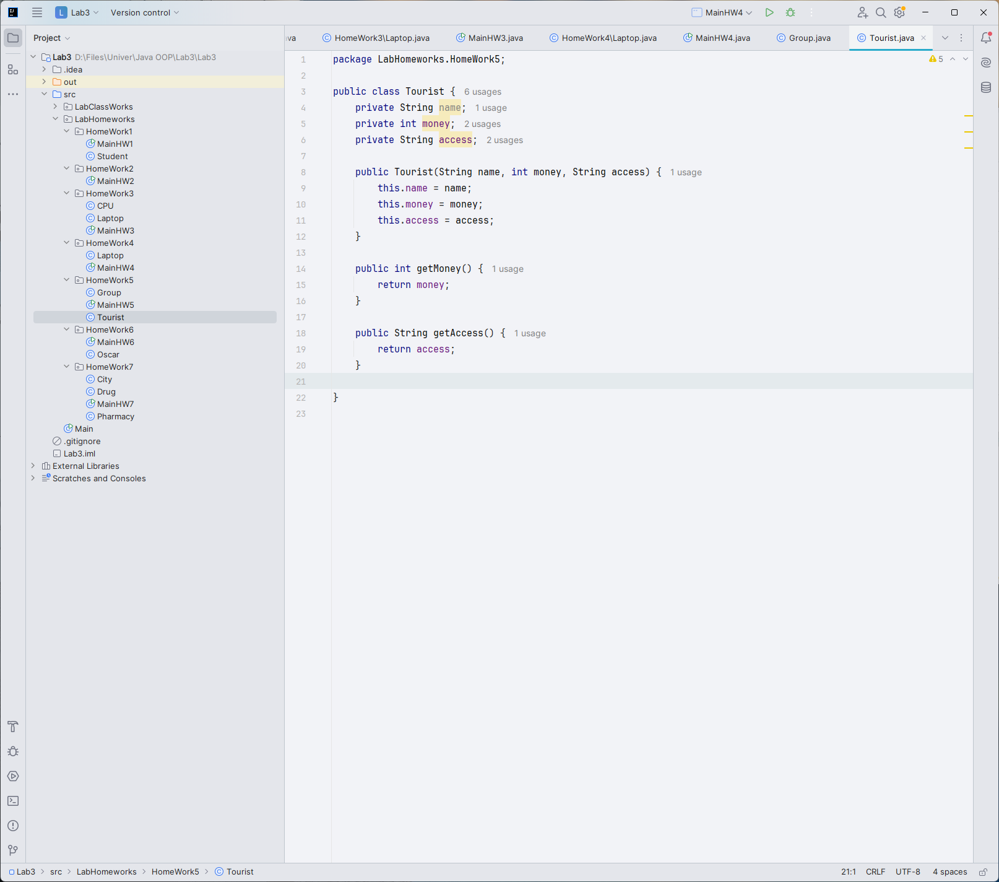 L Lab3 Version control MainHW4
Project
Lab3 D:\Files\Univer\Java OOP\Lab3\Lab3
.idea
out
src
LabClassWorks
LabHomeworks
HomeWork1
MainHW1
Student
HomeWork2
MainHW2
HomeWork3
CPU
Laptop
MainHW3
HomeWork4
Laptop
MainHW4
HomeWork5
Group
MainHW5
Tourist
HomeWork6
MainHW6
Oscar
HomeWork7
City
Drug
MainHW7
Pharmacy
Main
.gitignore
Lab3.iml
External Libraries
Scratches and Consoles
va HomeWork3\Laptop.java MainHW3.java HomeWork4\Laptop.java MainHW4.java Group.java Tourist.java
5
1 package LabHomeworks.HomeWork5;
2
3 public class Tourist { 6 usages
4 private String name; 1 usage
5 private int money; 2 usages
6 private String access; 2 usages
7
8 public Tourist(String name, int money, String access) { 1 usage
9 this.name = name;
10 this.money = money;
11 this.access = access;
12 }
13
14 public int getMoney() { 1 usage
15 return money;
16 }
17
18 public String getAccess() { 1 usage
19 return access;
20 }
21
22 }
23
Lab3 > src > LabHomeworks > HomeWork5 > Tourist
21:1 CRLF UTF-8 4 spaces